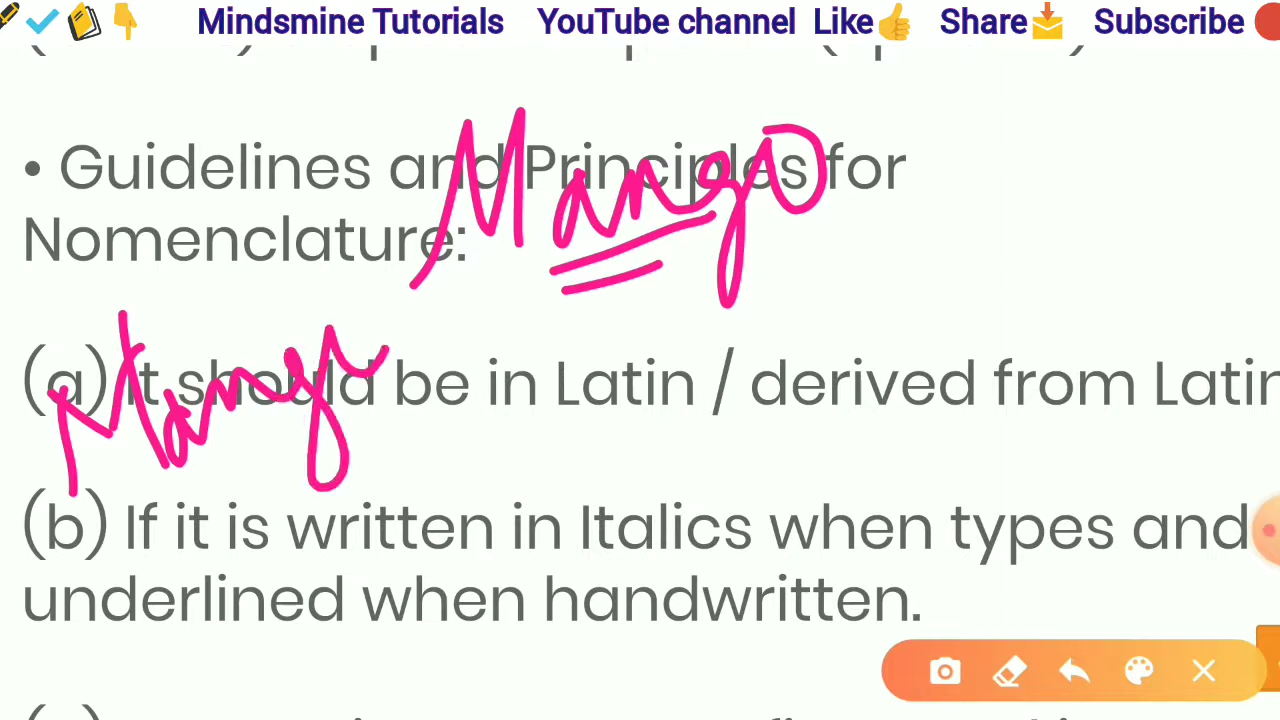 Mindsmine Tutorials YouTube channel Like Share Subscribe
• Guidelines and Principles for
Nomenclature:
Mango
(a) It should be in Latin / derived from Latin
Mang
(b) If it is written in Italics when types and
underlined when handwritten.